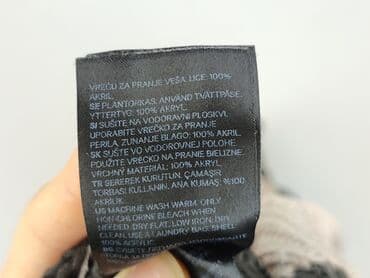 VREĆU ZA PRANJE VEŠA. LICE: 100%
AKRIL.
SE PLANTORKAS. ANVÄND TVÄTTPÅSE.
YTTERTYG: 100% AKRYL.
SI SUŠITE NA VODORAVNI PLOSKVI.
UPORABITE VREČKO ZA PRANJE
PERILA. ZUNANJE BLAGO: 100% AKRIL.
SK SUŠTE VO VODOROVNEJ POLOHE.
POUŽITE VRECKO NA PRANIE BIELIZNE.
VRCHNÝ MATERIÁL: 100% AKRYL.
TR SEREREK KURUTUN. ÇAMAŞIR
TORBASI KULLANIN. ANA KUMAŞ: %100
AKRİLİK
US MACHINE WASH WARM. ONLY
NON-CHLORINE BLEACH WHEN
NEEDED. DRY FLAT. LOW IRON. DRY
CLEAN. USE A LAUNDRY BAG. SHELL:
100% ACRYLIC